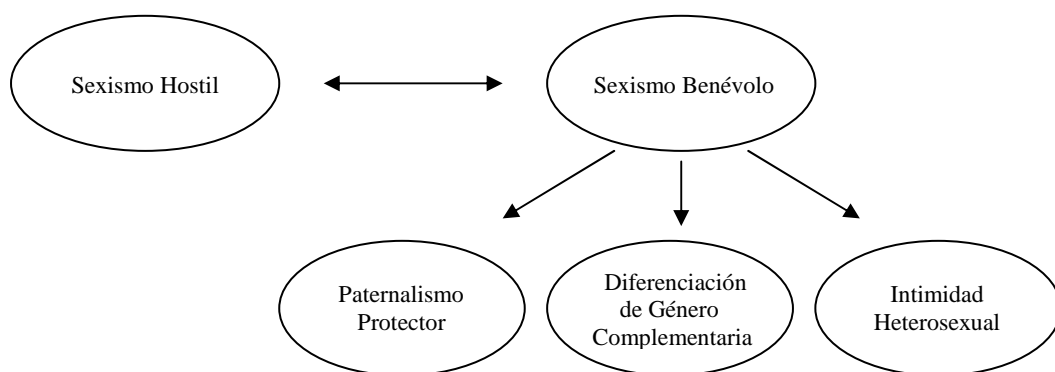 Sexismo Hostil
Sexismo Benévolo
Paternalismo
Protector
Diferenciación
de Género
Complementaria
Intimidad
Heterosexual